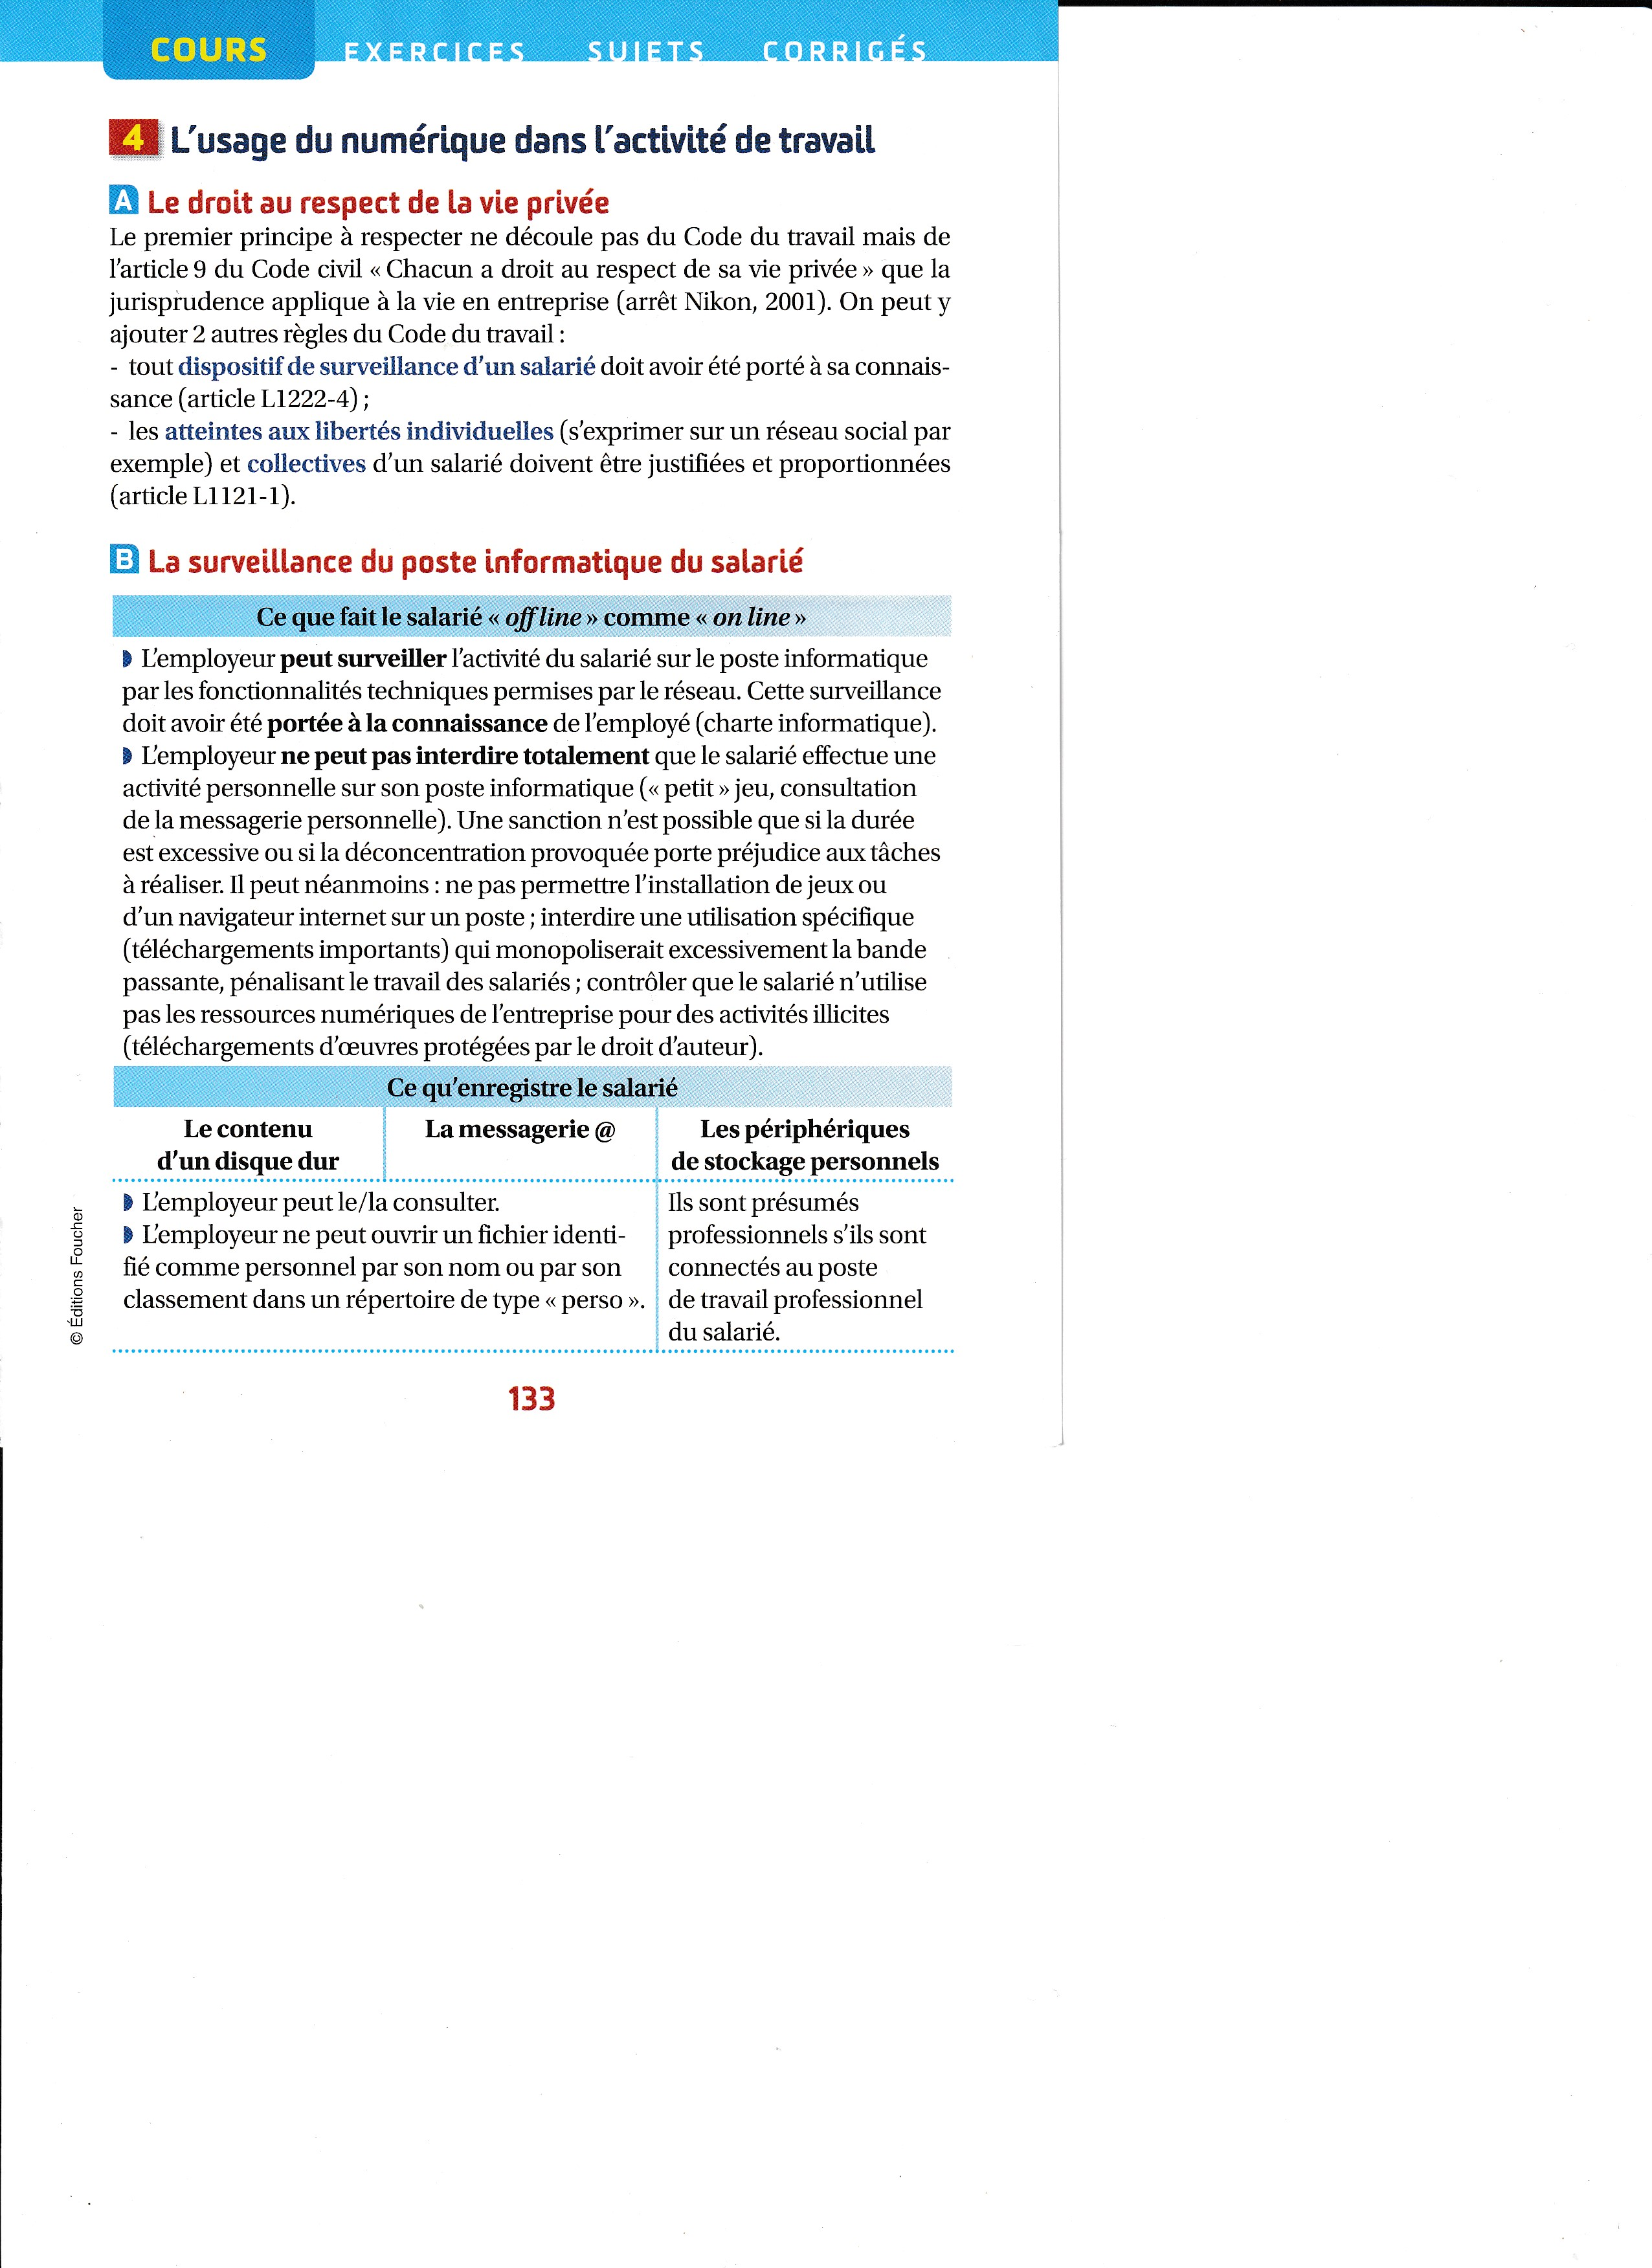 COURS EXERCICES SUJETS CORRIGÉS
4 L'usage du numérique dans l'activité de travail
A Le droit au respect de la vie privée
Le premier principe à respecter ne découle pas du Code du travail mais de
l'article 9 du Code civil « Chacun a droit au respect de sa vie privée » que la
jurisprudence applique à la vie en entreprise (arrêt Nikon, 2001). On peut y
ajouter 2 autres règles du Code du travail :
- tout dispositif de surveillance d'un salarié doit avoir été porté à sa connais-
sance (article L1222-4) ;
- les atteintes aux libertés individuelles (s'exprimer sur un réseau social par
exemple) et collectives d'un salarié doivent être justifiées et proportionnées
(article L1121-1).
B La surveillance du poste informatique du salarié
Ce que fait le salarié « off line » comme « on line »
◗ L'employeur peut surveiller l'activité du salarié sur le poste informatique
par les fonctionnalités techniques permises par le réseau. Cette surveillance
doit avoir été portée à la connaissance de l'employé (charte informatique).
◗ L'employeur ne peut pas interdire totalement que le salarié effectue une
activité personnelle sur son poste informatique (« petit » jeu, consultation
de la messagerie personnelle). Une sanction n'est possible que si la durée
est excessive ou si la déconcentration provoquée porte préjudice aux tâches
à réaliser. Il peut néanmoins : ne pas permettre l'installation de jeux ou
d'un navigateur internet sur un poste ; interdire une utilisation spécifique
(téléchargements importants) qui monopoliserait excessivement la bande
passante, pénalisant le travail des salariés ; contrôler que le salarié n'utilise
pas les ressources numériques de l'entreprise pour des activités illicites
(téléchargements d'œuvres protégées par le droit d'auteur).
Ce qu'enregistre le salarié
Le contenu
d'un disque dur
La messagerie @
Les périphériques
de stockage personnels
◗ L'employeur peut le/la consulter.
◗ L'employeur ne peut ouvrir un fichier identi-
fié comme personnel par son nom ou par son
classement dans un répertoire de type « perso ».
Ils sont présumés
professionnels s'ils sont
connectés au poste
de travail professionnel
du salarié.
© Éditions Foucher
133